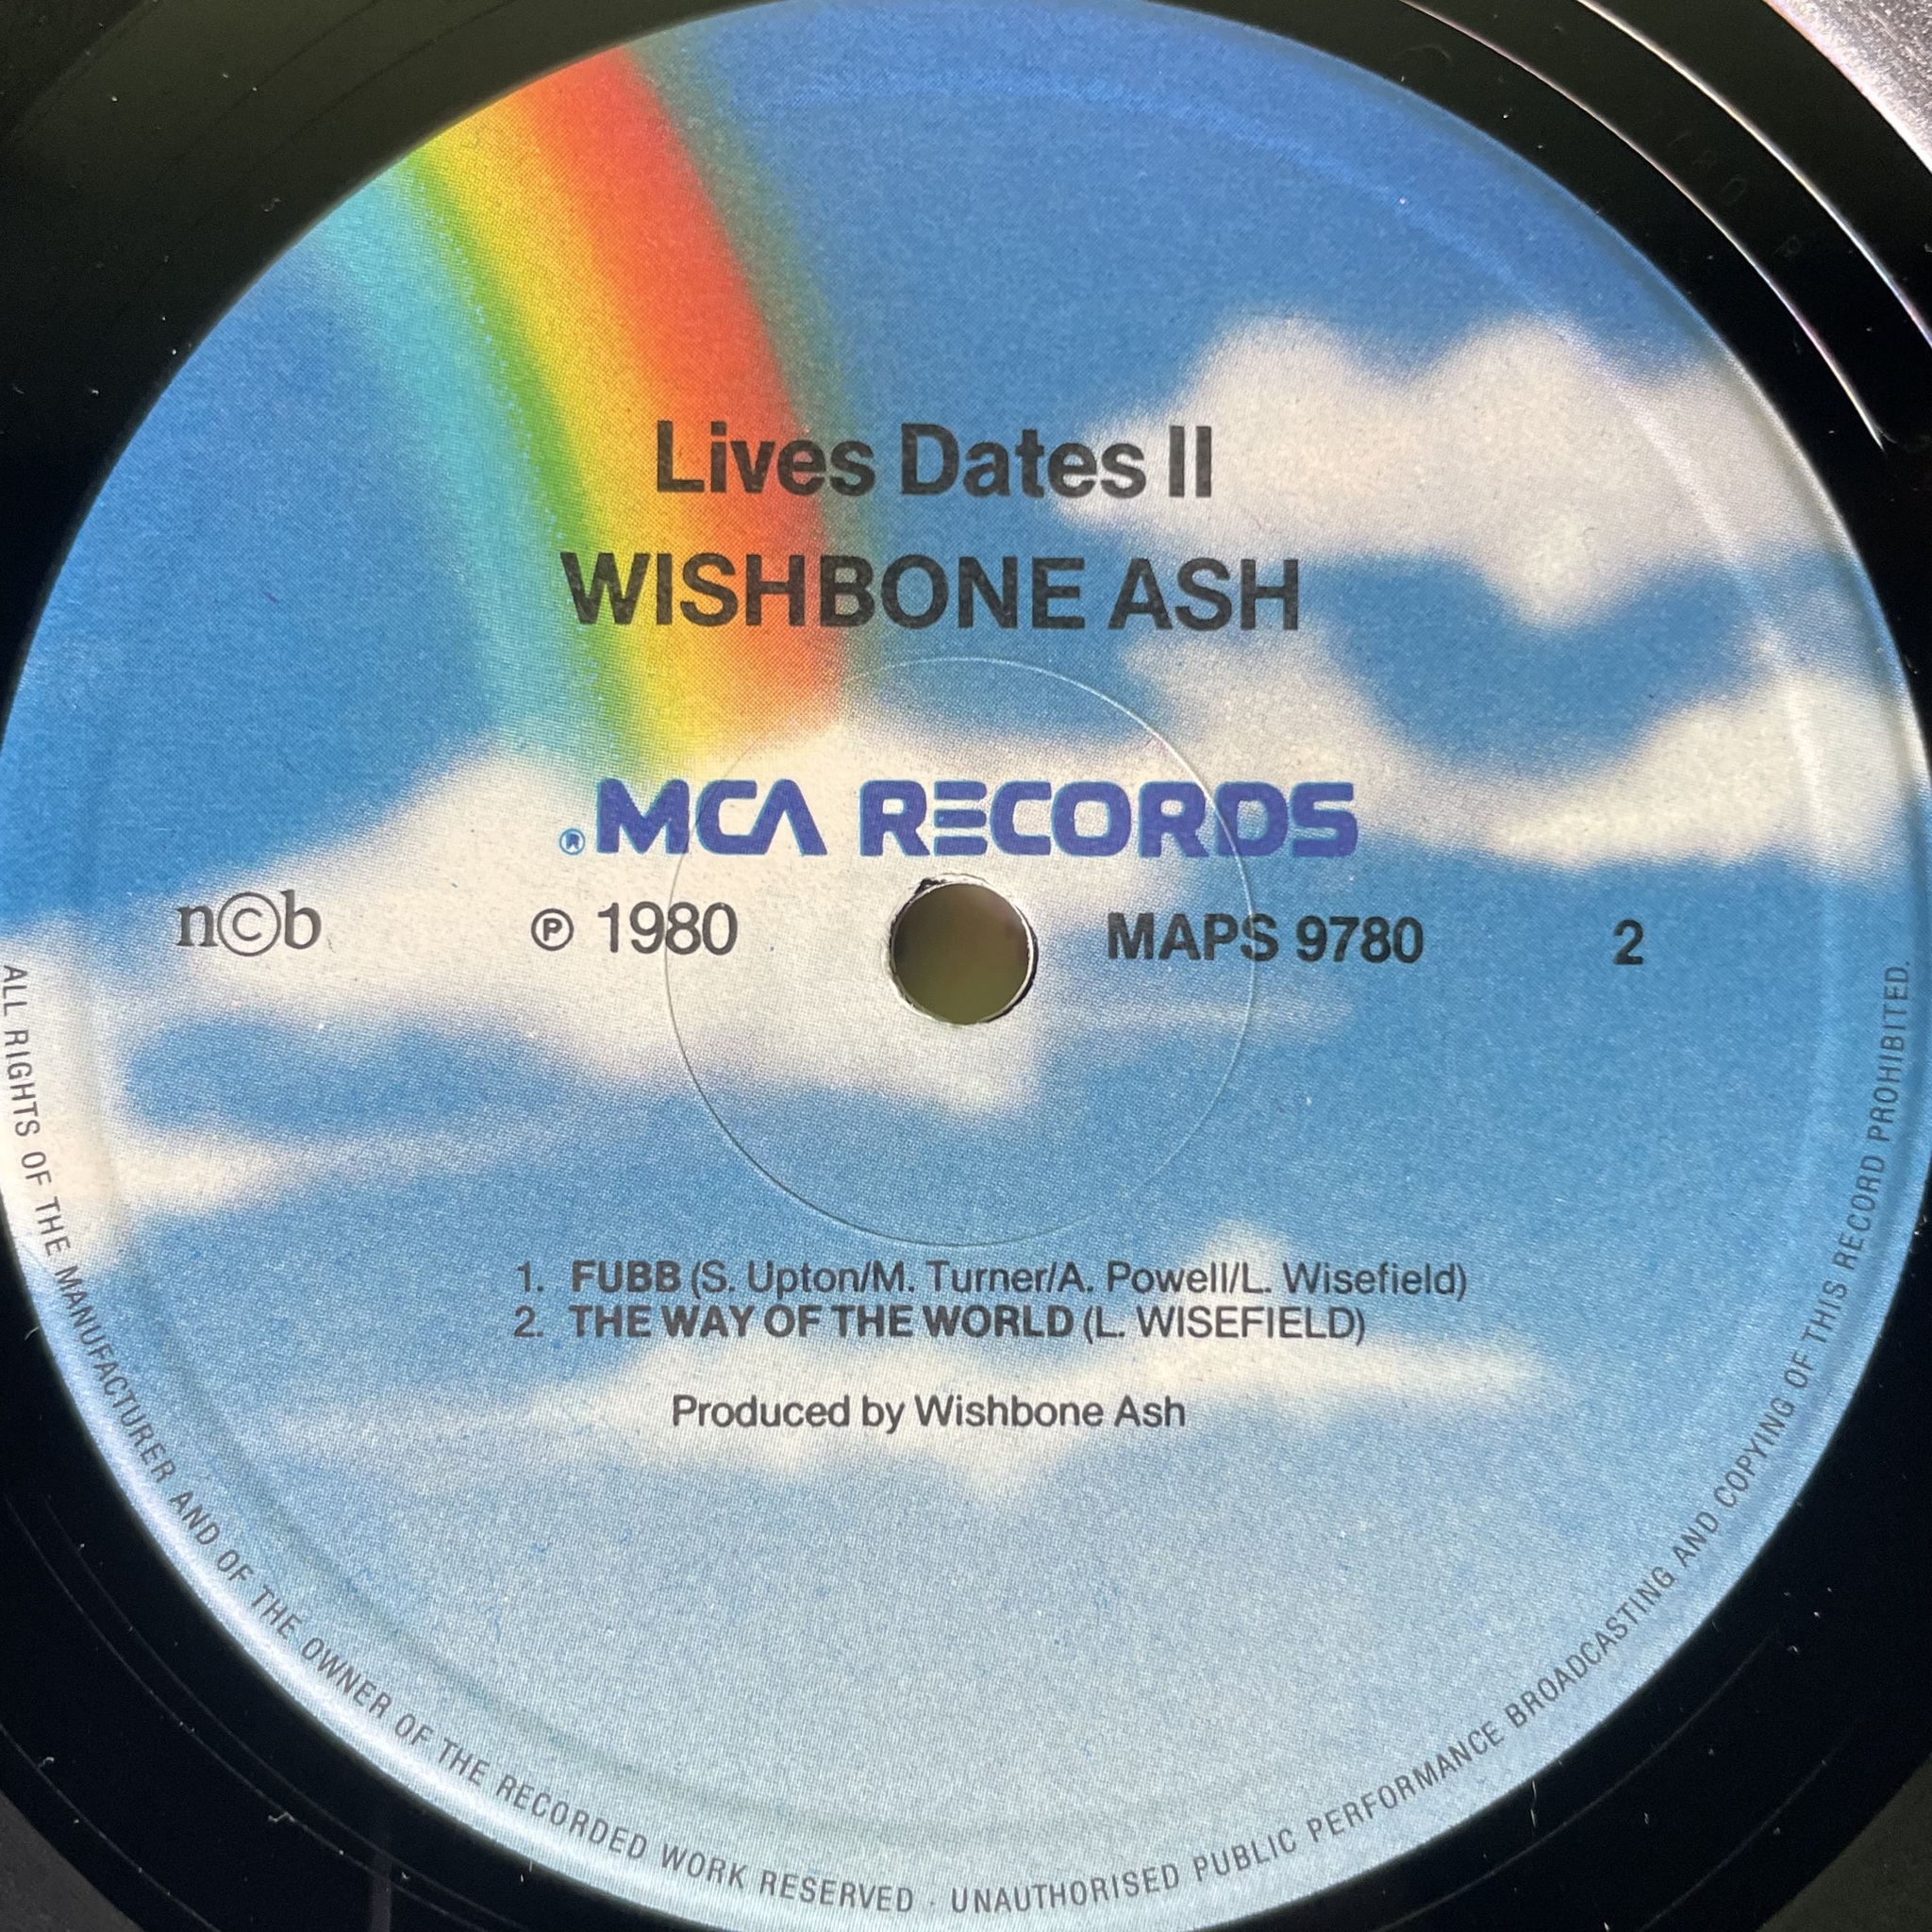 Lives Dates II
WISHBONE ASH
® MCA RECORDS
n©b ℗ 1980 MAPS 9780 2
1. FUBB (S. Upton/M. Turner/A. Powell/L. Wisefield)
2. THE WAY OF THE WORLD (L. WISEFIELD)
Produced by Wishbone Ash
ALL RIGHTS OF THE MANUFACTURER AND OF THE OWNER OF THE RECORDED WORK RESERVED · UNAUTHORISED PUBLIC PERFORMANCE BROADCASTING AND COPYING OF THIS RECORD PROHIBITED.